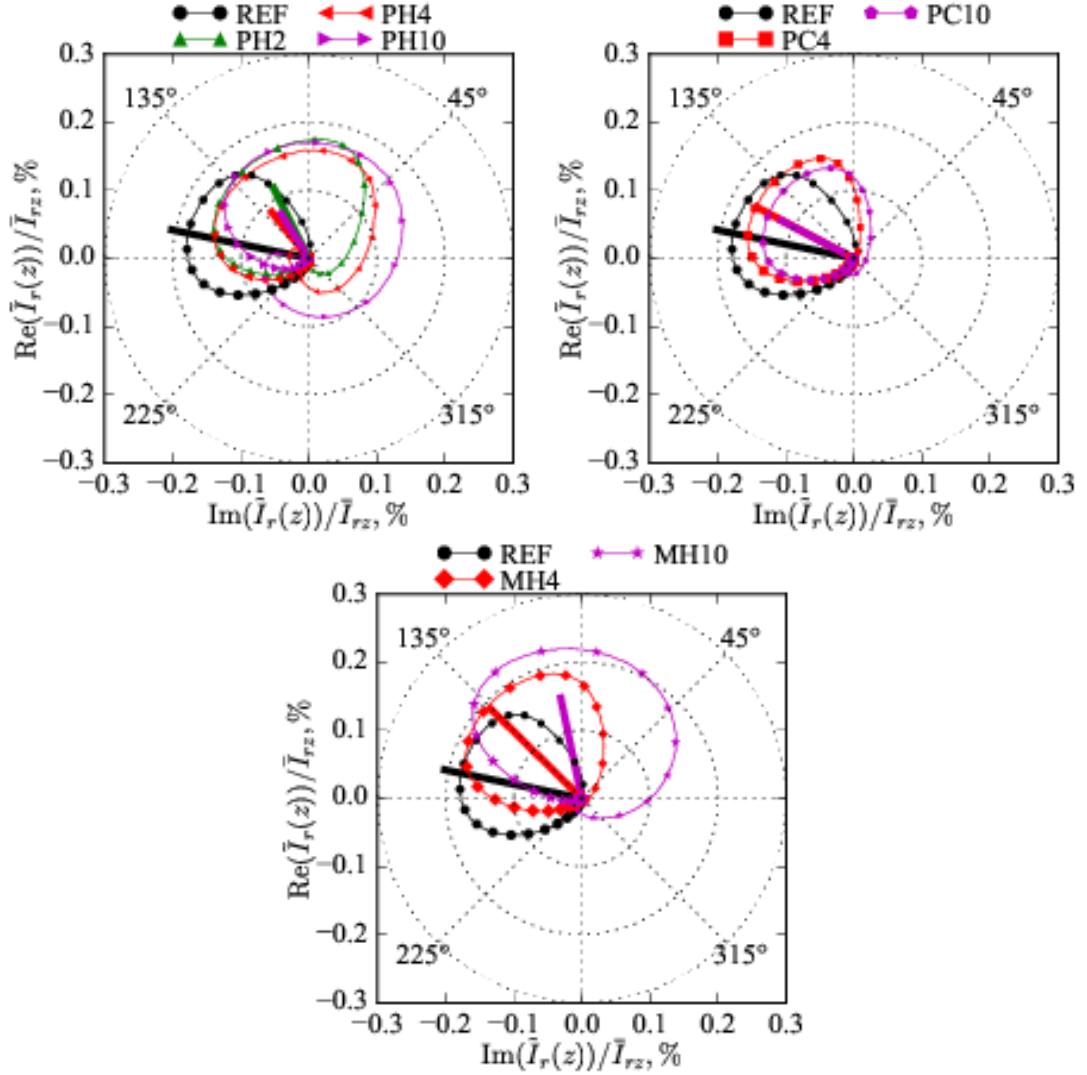 REF PH4
PH2 PH10
0.3
0.2
0.1
0.0
−0.1
−0.2
−0.3
135° 45°
225° 315°
Re(Ĩ_r(z))/Ī_rz, %
−0.3 −0.2 −0.1 0.0 0.1 0.2 0.3
Im(Ĩ_r(z))/Ī_rz, %
REF PC10
PC4
0.3
0.2
0.1
0.0
−0.1
−0.2
−0.3
135° 45°
225° 315°
Re(Ĩ_r(z))/Ī_rz, %
−0.3 −0.2 −0.1 0.0 0.1 0.2 0.3
Im(Ĩ_r(z))/Ī_rz, %
REF MH10
MH4
0.3
0.2
0.1
0.0
−0.1
−0.2
−0.3
135° 45°
225° 315°
Re(Ĩ_r(z))/Ī_rz, %
−0.3 −0.2 −0.1 0.0 0.1 0.2 0.3
Im(Ĩ_r(z))/Ī_rz, %